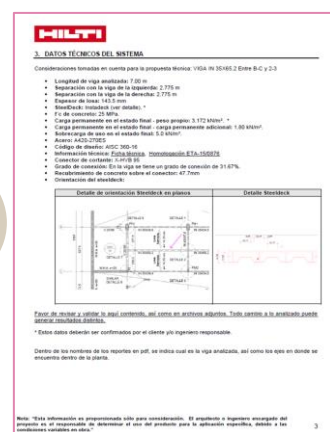 HILTI
3. DATOS TÉCNICOS DEL SISTEMA
Consideraciones tomadas en cuenta para la propuesta técnica: VIGA IN 35X65.2 Entre B-C y 2-3
• Longitud de viga analizada: 7.00 m
• Separación con la viga de la izquierda: 2.775 m
• Separación con la viga de la derecha: 2.775 m
• Espesor de losa: 143.5 mm
• Steeldeck: Instadeck (ver detalle). *
• F'c de concreto: 25 MPa.
• Carga permanente en el estado final - peso propio: 3.172 kN/m². *
• Carga permanente en el estado final - carga permanente adicional: 1.80 kN/m².
• Sobrecarga de uso en el estado final: 5.0 kN/m².
• Acero: A420-270ES
• Código de diseño: AISC 360-16
• Información técnica: Ficha técnica, Homologación ETA-15/0876
• Conector de cortante: X-HVB 95
• Grado de conexión: En la viga se tiene un grado de conexión de 31.67%.
• Recubrimiento de concreto sobre el conector: 47.7mm
• Orientación del steeldeck:
Detalle de orientación Steeldeck en planos
Detalle Steeldeck
Favor de revisar y validar lo aquí contenido, así como en archivos adjuntos. Todo cambio a lo analizado puede generar resultados distintos.
* Estos datos deberán ser confirmados por el cliente y/o ingeniero responsable.
Dentro de los nombres de los reportes en pdf, se indica cual es la viga analizada, así como los ejes en donde se
encuentra dentro de la planta.
Nota: "Esta información es proporcionada sólo para consideración. El arquitecto o ingeniero encargado del
proyecto es el responsable de determinar el uso del producto para la aplicación específica, debido a las
condiciones variables en obra."
3